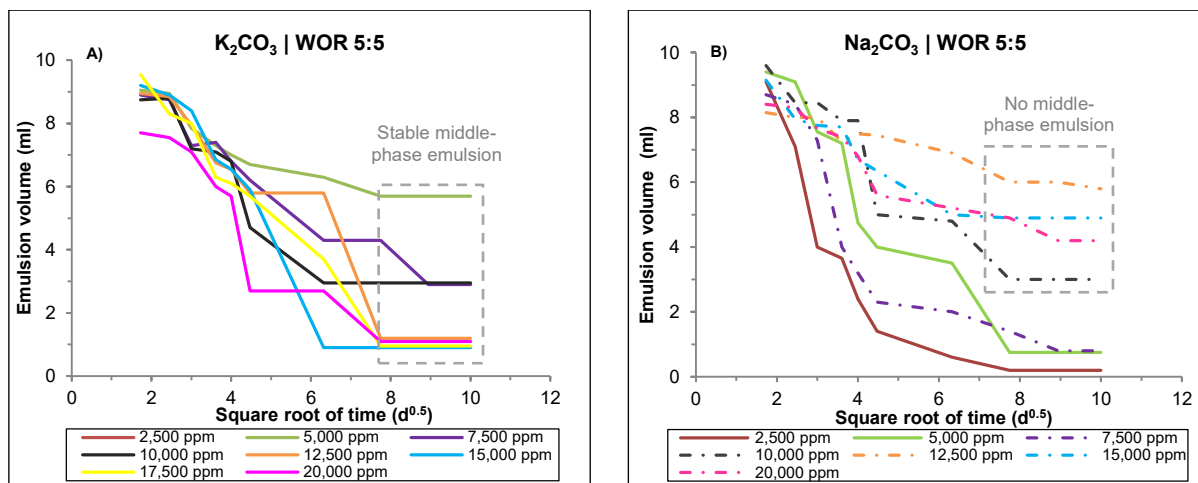 K2CO3 | WOR 5:5
A)
10
8
6
4
2
0
Emulsion volume (ml)
Stable middle-
phase emulsion
0 2 4 6 8 10 12
Square root of time (d^0.5)
2,500 ppm 5,000 ppm 7,500 ppm
10,000 ppm 12,500 ppm 15,000 ppm
17,500 ppm 20,000 ppm
Na2CO3 | WOR 5:5
B)
10
8
6
4
2
0
Emulsion volume (ml)
No middle-
phase emulsion
0 2 4 6 8 10 12
Square root of time (d^0.5)
2,500 ppm 5,000 ppm 7,500 ppm
10,000 ppm 12,500 ppm 15,000 ppm
20,000 ppm